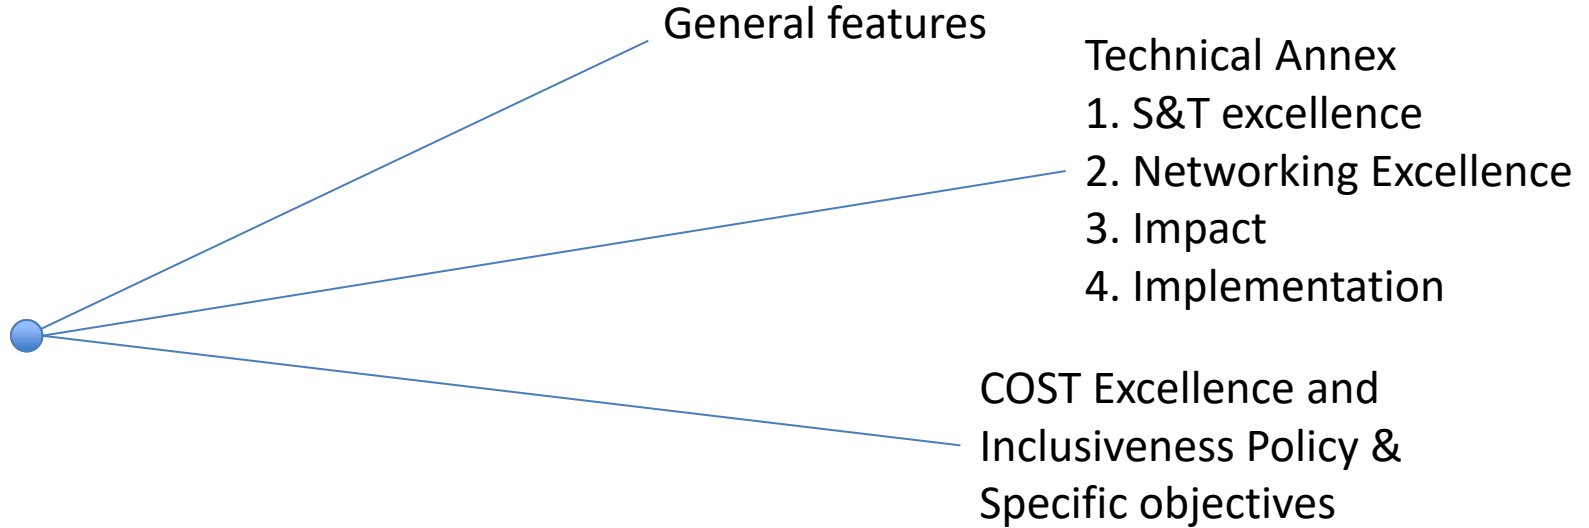 General features
Technical Annex
1. S&T excellence
2. Networking Excellence
3. Impact
4. Implementation
COST Excellence and
Inclusiveness Policy &
Specific objectives